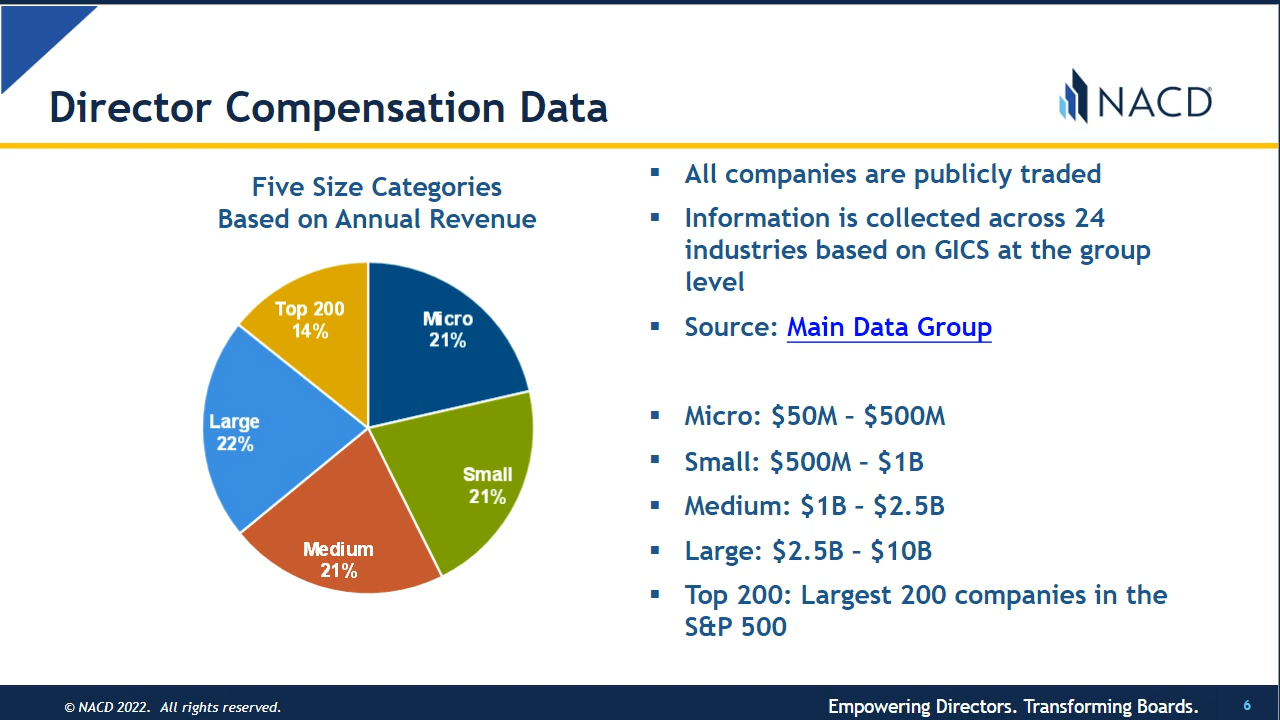 Director Compensation Data
NACD
Five Size Categories
Based on Annual Revenue
Top 200
14%
Micro
21%
Large
22%
Small
21%
Medium
21%
▪ All companies are publicly traded
▪ Information is collected across 24
industries based on GICS at the group
level
▪ Source: Main Data Group
▪ Micro: $50M – $500M
▪ Small: $500M – $1B
▪ Medium: $1B – $2.5B
▪ Large: $2.5B – $10B
▪ Top 200: Largest 200 companies in the
S&P 500
© NACD 2022. All rights reserved.
Empowering Directors. Transforming Boards.
6